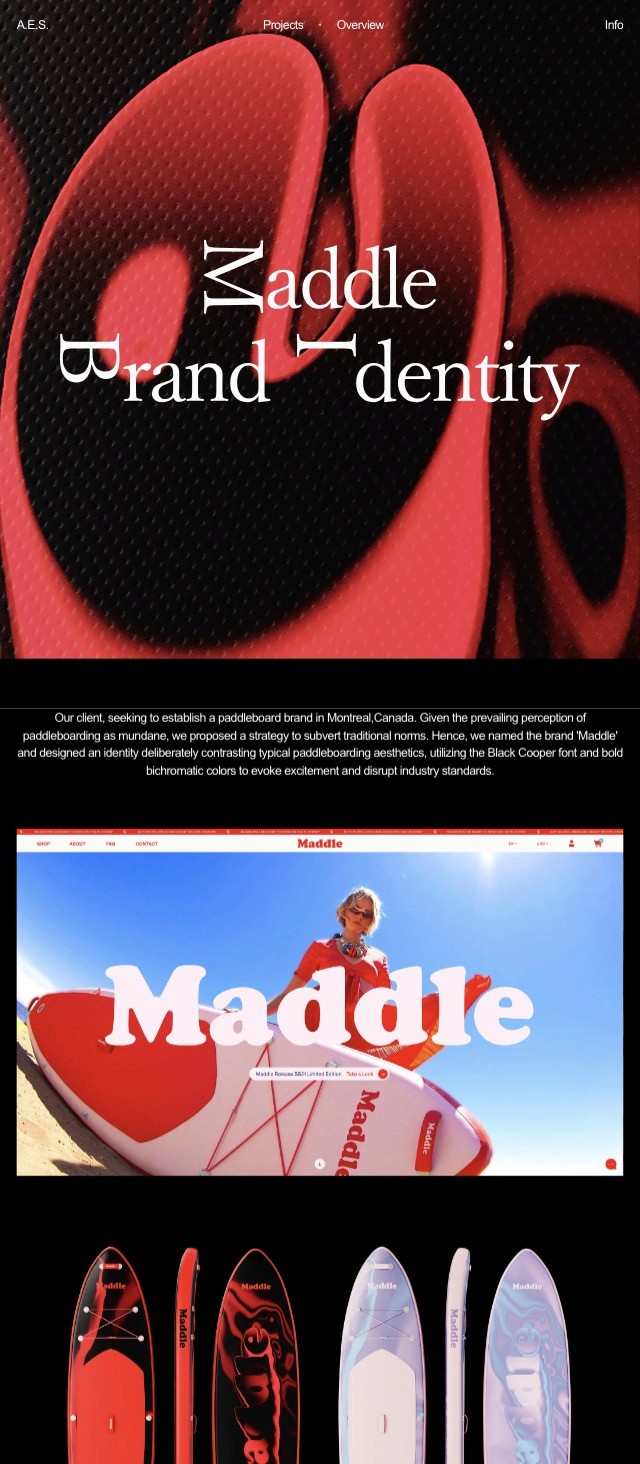 A.E.S.
Projects · Overview
Info
Maddle
Brand Identity
Our client, seeking to establish a paddleboard brand in Montreal,Canada. Given the prevailing perception of
paddleboarding as mundane, we proposed a strategy to subvert traditional norms. Hence, we named the brand 'Maddle'
and designed an identity deliberately contrasting typical paddleboarding aesthetics, utilizing the Black Cooper font and bold
bichromatic colors to evoke excitement and disrupt industry standards.
SHOP ABOUT FAQ CONTACT
Maddle
Maddle
Maddle Release SS21 Limited Edition Take a Look
Maddle
Maddle
Maddle
Maddle
Maddle
Maddle
Maddle
Maddle